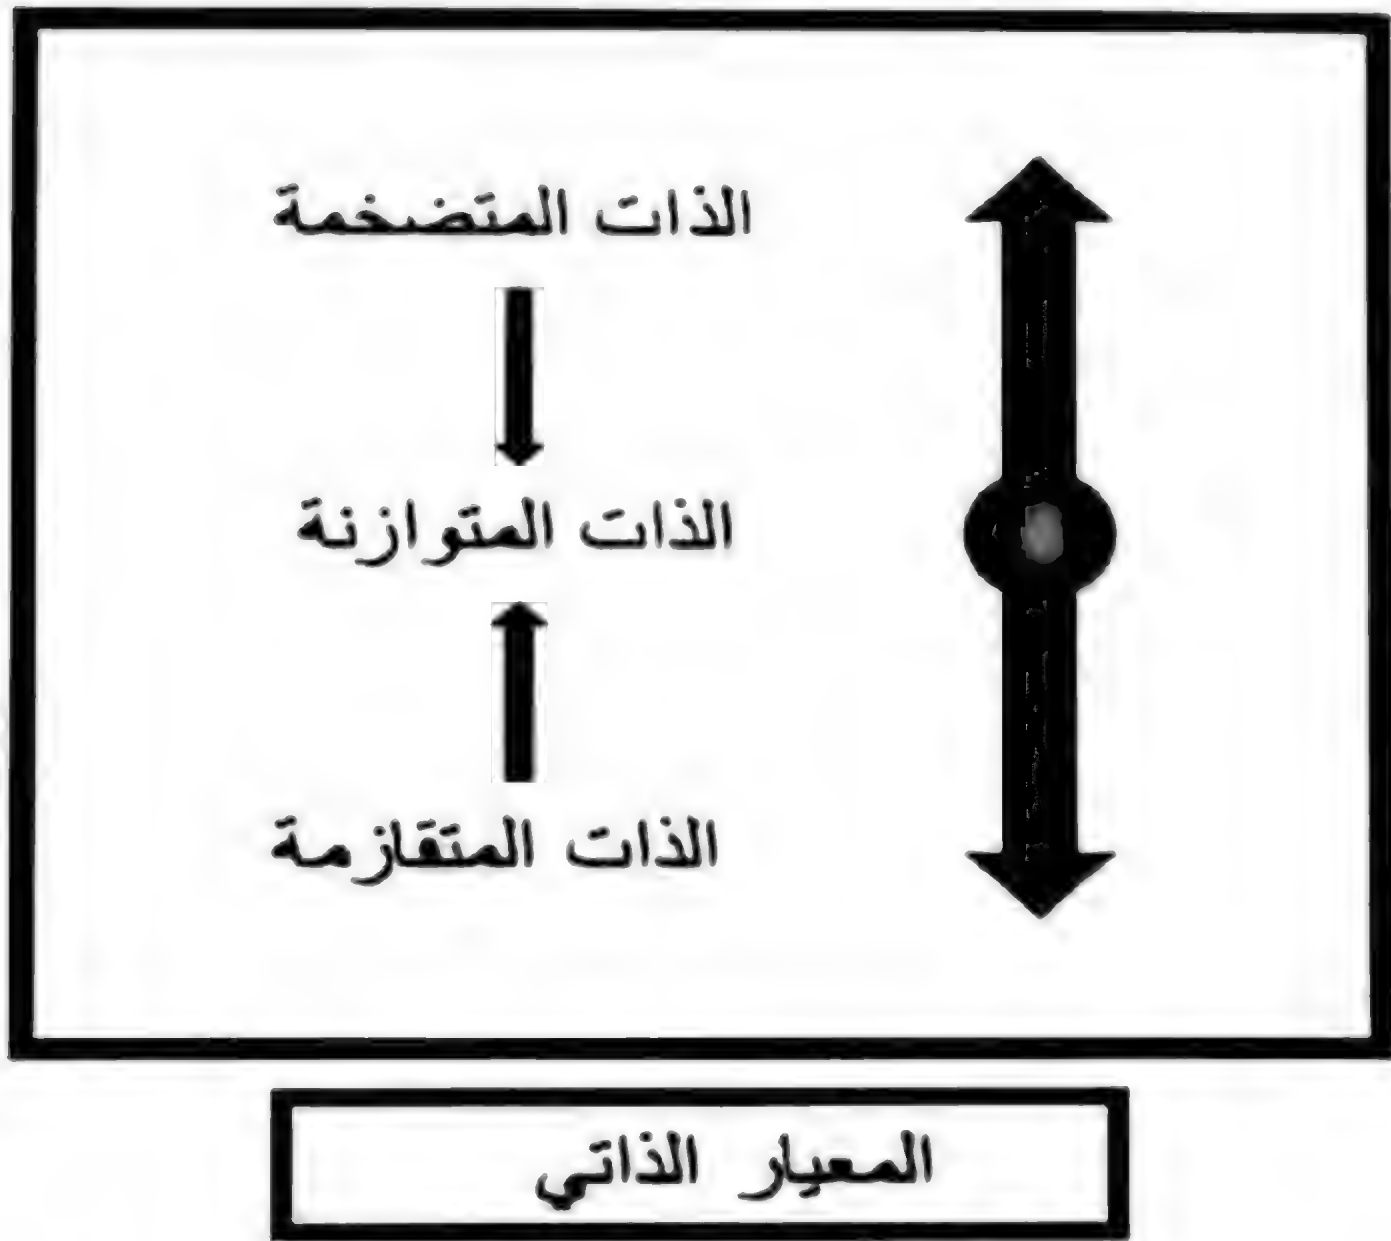 الذات المتضخمة
الذات المتوازنة
الذات المتقازمة
المعيار الذاتي